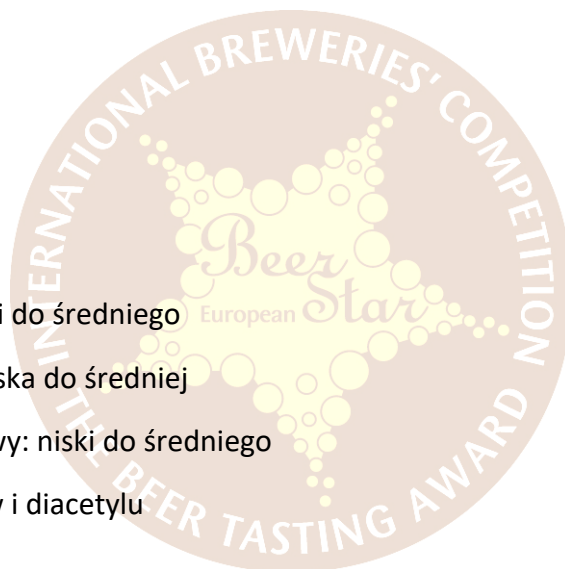 INTERNATIONAL BREWERIES' COMPETITION
Beer
European Star
i do średniego
ska do średniej
vy: niski do średniego
y i diacetylu
THE BEER TASTING AWARD